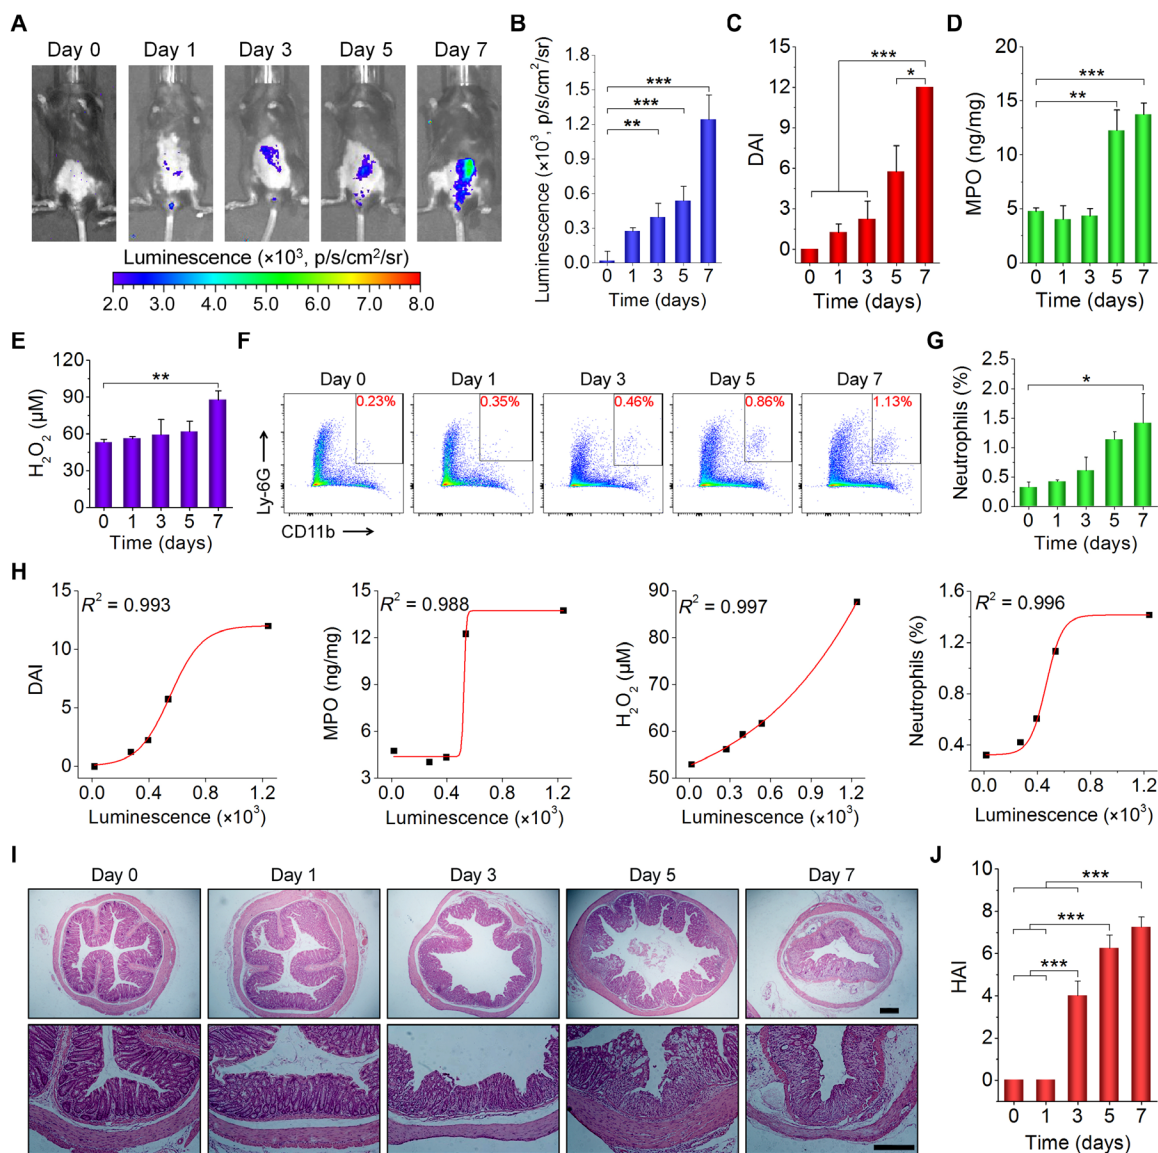 A
Day 0 Day 1 Day 3 Day 5 Day 7
Luminescence (×10³, p/s/cm²/sr)
2.0 3.0 4.0 5.0 6.0 7.0 8.0
B
Luminescence (×10³, p/s/cm²/sr)
1.8
1.5
1.2
0.9
0.6
0.3
0.0
***
***
**
0 1 3 5 7
Time (days)
C
DAI
15
12
9
6
3
0
***
*
0 1 3 5 7
Time (days)
D
MPO (ng/mg)
20
15
10
5
0
***
**
0 1 3 5 7
Time (days)
E
H₂O₂ (µM)
120
90
60
30
0
**
0 1 3 5 7
Time (days)
F
Day 0 Day 1 Day 3 Day 5 Day 7
0.23% 0.35% 0.46% 0.86% 1.13%
Ly-6G
CD11b
G
Neutrophils (%)
2.5
2.0
1.5
1.0
0.5
0.0
*
0 1 3 5 7
Time (days)
H
R² = 0.993
DAI
15
10
5
0
0.0 0.4 0.8 1.2
Luminescence (×10³)
R² = 0.988
MPO (ng/mg)
15
12
9
6
3
0.0 0.4 0.8 1.2
Luminescence (×10³)
R² = 0.997
H₂O₂ (µM)
90
80
70
60
50
0.0 0.3 0.6 0.9 1.2
Luminescence (×10³)
R² = 0.996
Neutrophils (%)
1.6
1.2
0.8
0.4
0.0 0.4 0.8 1.2
Luminescence (×10³)
I
Day 0 Day 1 Day 3 Day 5 Day 7
J
HAI
10
8
6
4
2
0
***
***
***
0 1 3 5 7
Time (days)